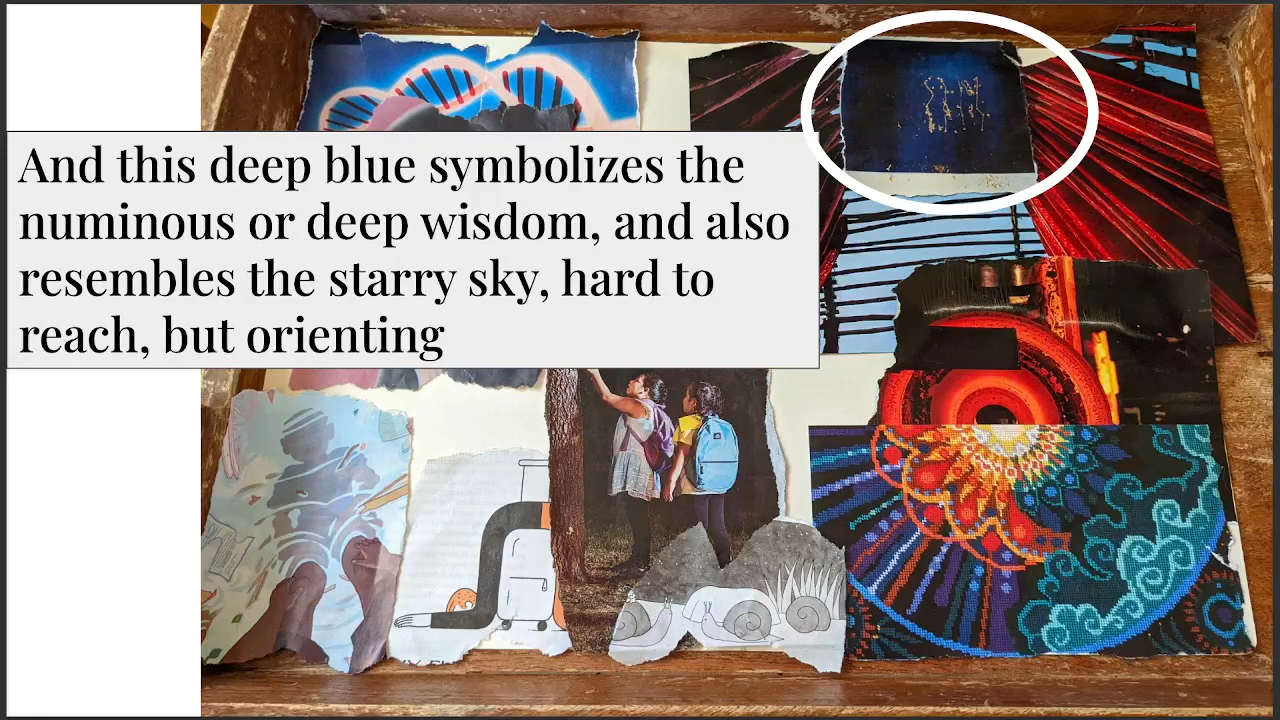 And this deep blue symbolizes the
numinous or deep wisdom, and also
resembles the starry sky, hard to
reach, but orienting